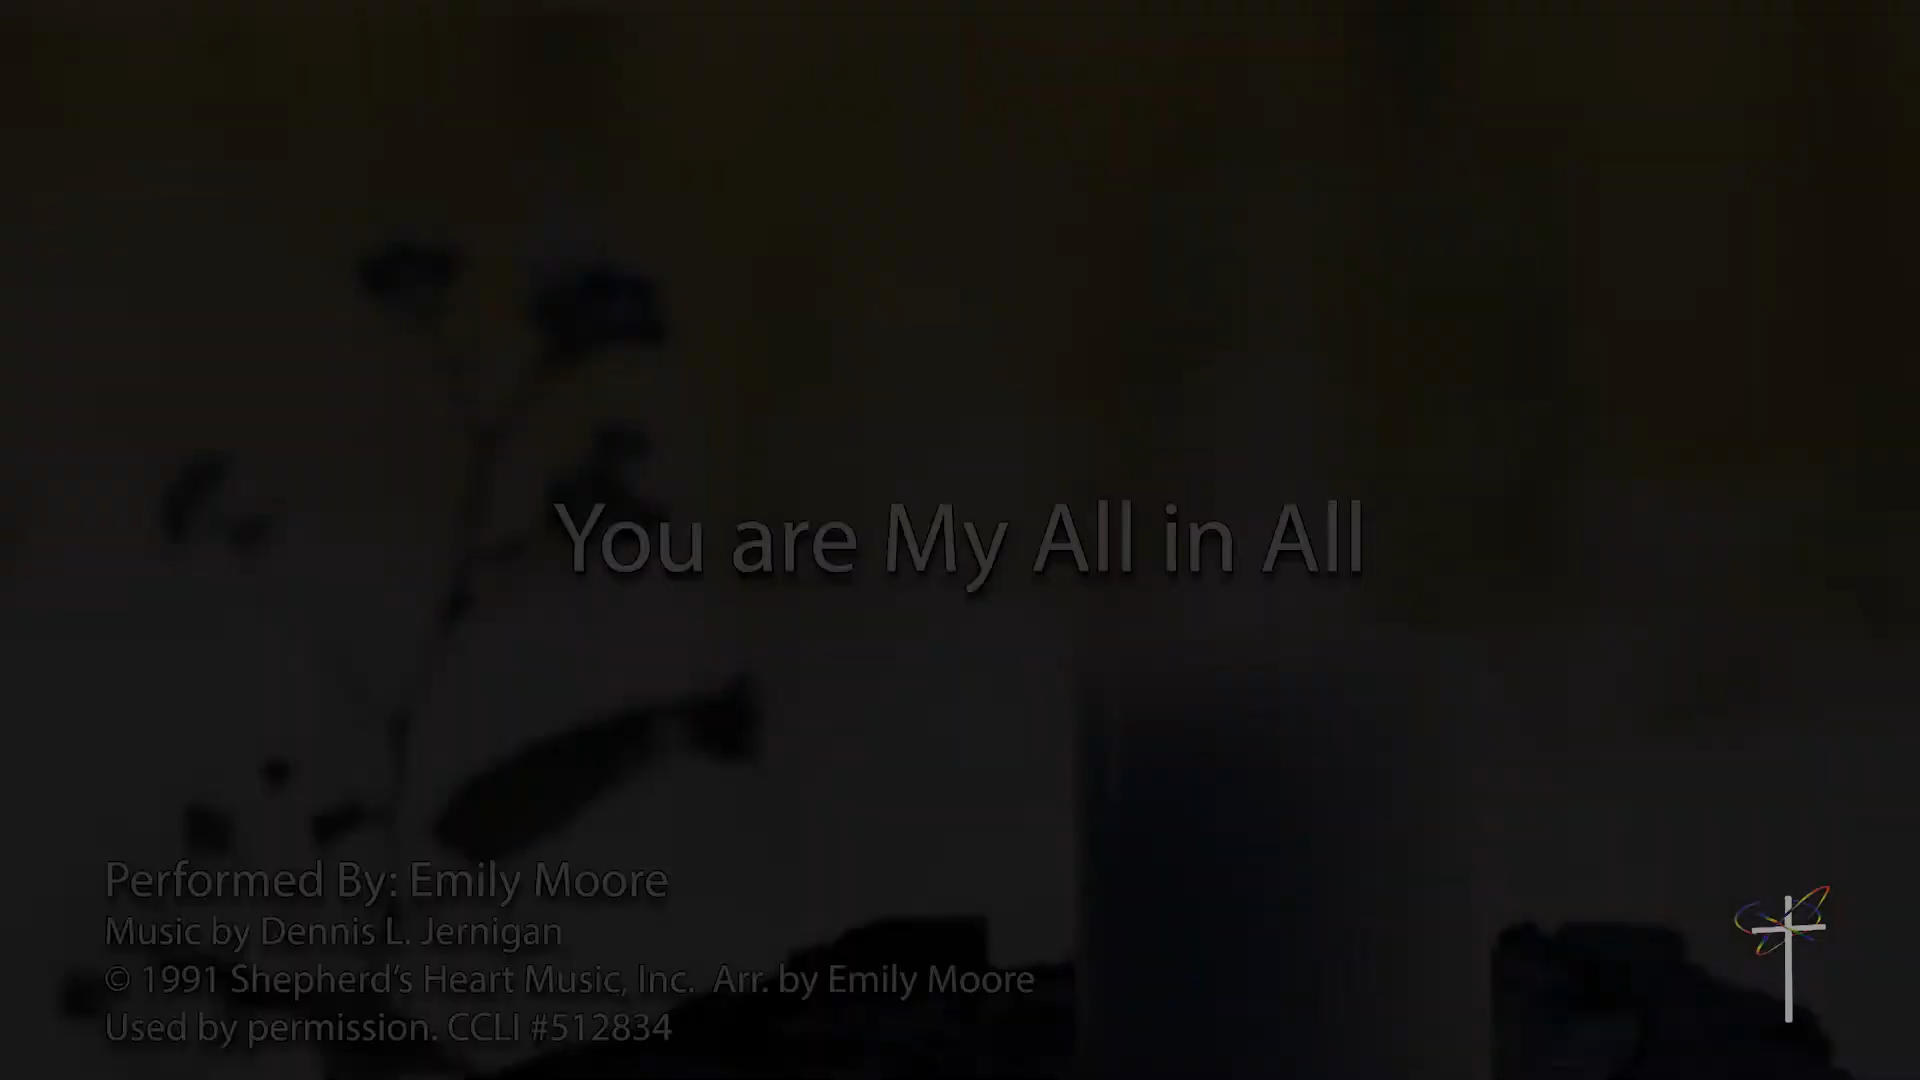 You are My All in All
Performed By: Emily Moore
Music by Dennis L. Jernigan
© 1991 Shepherd’s Heart Music, Inc.  Arr. by Emily Moore
Used by permission. CCLI #512834